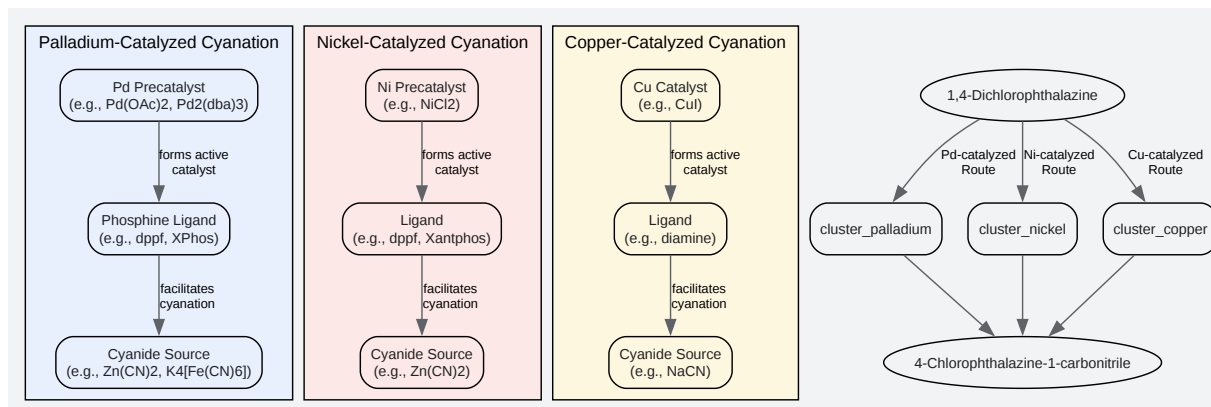 Palladium-Catalyzed Cyanation
Pd Precatalyst
(e.g., Pd(OAc)2, Pd2(dba)3)
forms active
catalyst
Phosphine Ligand
(e.g., dppf, XPhos)
facilitates
cyanation
Cyanide Source
(e.g., Zn(CN)2, K4[Fe(CN)6])
Nickel-Catalyzed Cyanation
Ni Precatalyst
(e.g., NiCl2)
forms active
catalyst
Ligand
(e.g., dppf, Xantphos)
facilitates
cyanation
Cyanide Source
(e.g., Zn(CN)2)
Copper-Catalyzed Cyanation
Cu Catalyst
(e.g., CuI)
forms active
catalyst
Ligand
(e.g., diamine)
facilitates
cyanation
Cyanide Source
(e.g., NaCN)
1,4-Dichlorophthalazine
Pd-catalyzed
Route
Ni-catalyzed
Route
Cu-catalyzed
Route
cluster_palladium
cluster_nickel
cluster_copper
4-Chlorophthalazine-1-carbonitrile